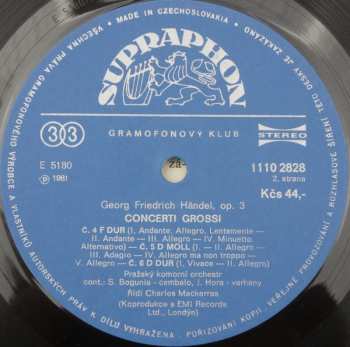 MADE IN CZECHOSLOVAKIA • VŠECHNA PRÁVA GRAMOFONOVÉHO VÝROBCE A VLASTNÍKŮ AUTORSKÝCH PRÁV K DÍLU VYHRAŽENA • POŘIZOVÁNÍ KOPIÍ, VEŘEJNÉ PROVOZOVÁNÍ A ROZHLASOVÉ ŠÍŘENÍ TÉTO DESKY JE ZAKÁZÁNO
SUPRAPHON
33
GRAMOFONOVÝ KLUB
STEREO
E 5180
1110 2828
Ⓟ 1981
2. strana
Kčs 44,-
Georg Friedrich Händel, op. 3
CONCERTI GROSSI
Č. 4 F DUR (I. Andante. Allegro. Lentemente –
II. Andante – III. Allegro – IV. Minuetto.
Alternativo) – Č. 5 D MOLL (I. – II. Allegro –
III. Adagio – IV. Allegro ma non troppo –
V. Allegro – Č. 6 D DUR (I. Vivace – II. Allegro)
Pražský komorní orchestr
cont.: S. Bogunia - cembalo, J. Hora - varhany
Řídí Charles Mackerras
(Koprodukce s EMI Records
Ltd., Londýn)